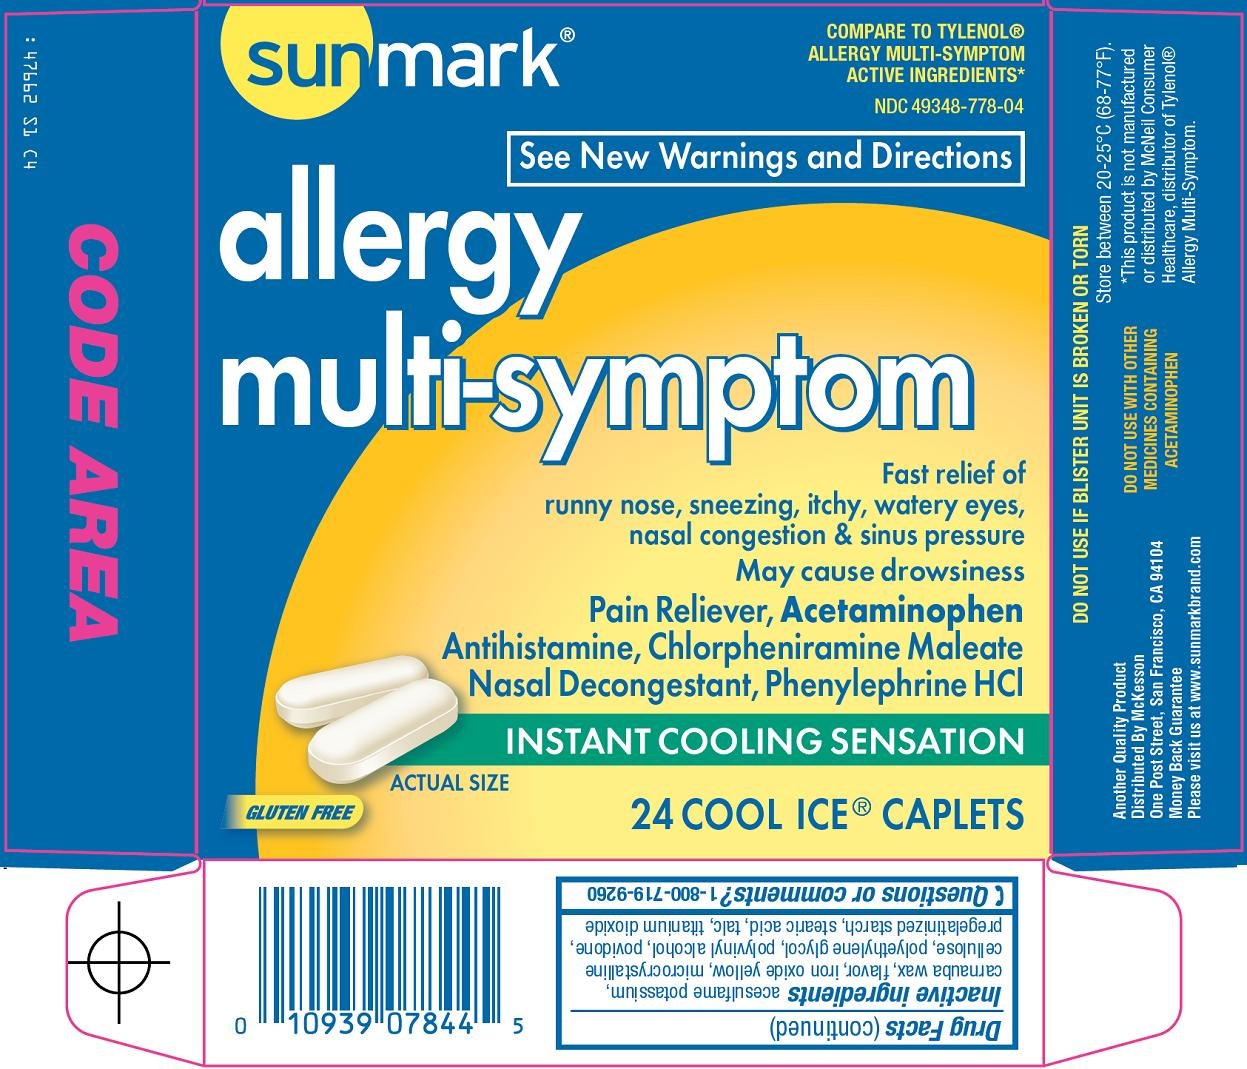 sunmark®
COMPARE TO TYLENOL®
ALLERGY MULTI-SYMPTOM
ACTIVE INGREDIENTS*
NDC 49348-778-04
See New Warnings and Directions
allergy
multi-symptom
Fast relief of
runny nose, sneezing, itchy, watery eyes,
nasal congestion & sinus pressure
May cause drowsiness
Pain Reliever, Acetaminophen
Antihistamine, Chlorpheniramine Maleate
Nasal Decongestant, Phenylephrine HCl
INSTANT COOLING SENSATION
ACTUAL SIZE
GLUTEN FREE
24 COOL ICE® CAPLETS
CODE AREA
DO NOT USE IF BLISTER UNIT IS BROKEN OR TORN
Store between 20-25°C (68-77°F).
*This product is not manufactured
or distributed by McNeil Consumer
Healthcare, distributor of Tylenol®
Allergy Multi-Symptom.
DO NOT USE WITH OTHER
MEDICINES CONTAINING
ACETAMINOPHEN
Another Quality Product
Distributed By McKesson
One Post Street, San Francisco, CA 94104
Money Back Guarantee
Please visit us at www.sunmarkbrand.com
Drug Facts (continued)
Inactive ingredients acesulfame potassium,
carnauba wax, flavor, iron oxide yellow, microcrystalline
cellulose, polyethylene glycol, polyvinyl alcohol, povidone,
pregelatinized starch, stearic acid, talc, titanium dioxide
Questions or comments? 1-800-719-9260
0 10939 07844 5